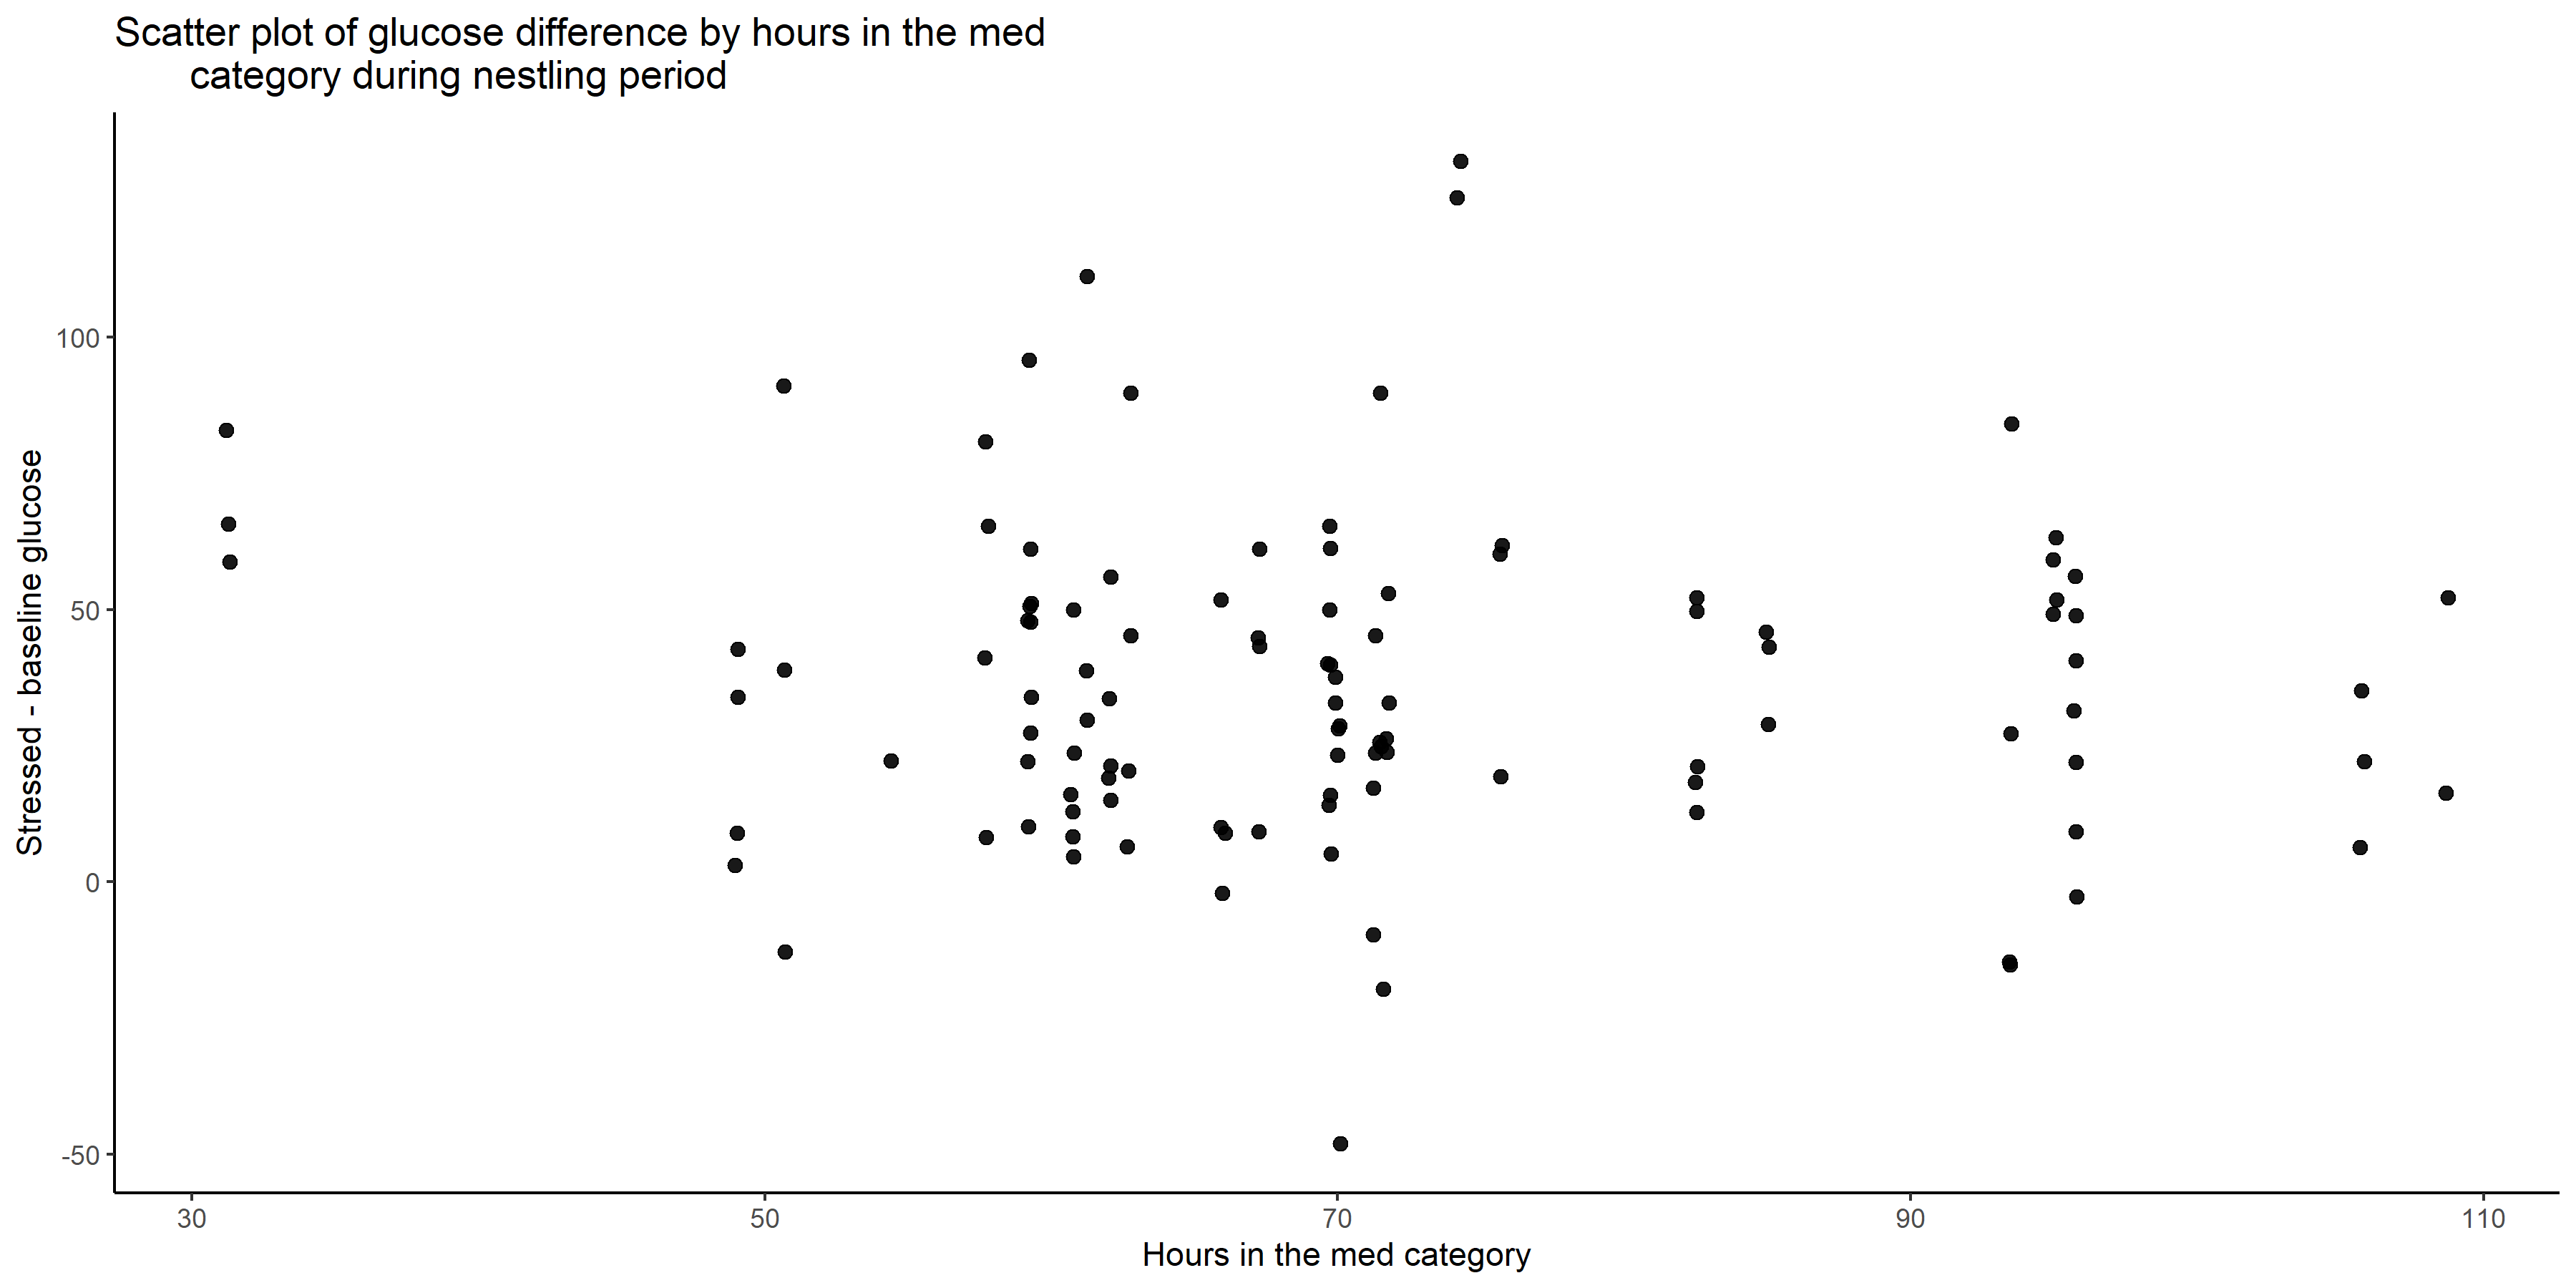 Scatter plot of glucose difference by hours in the med
category during nestling period
Stressed - baseline glucose
100
50
0
-50
30
50
70
90
110
Hours in the med category